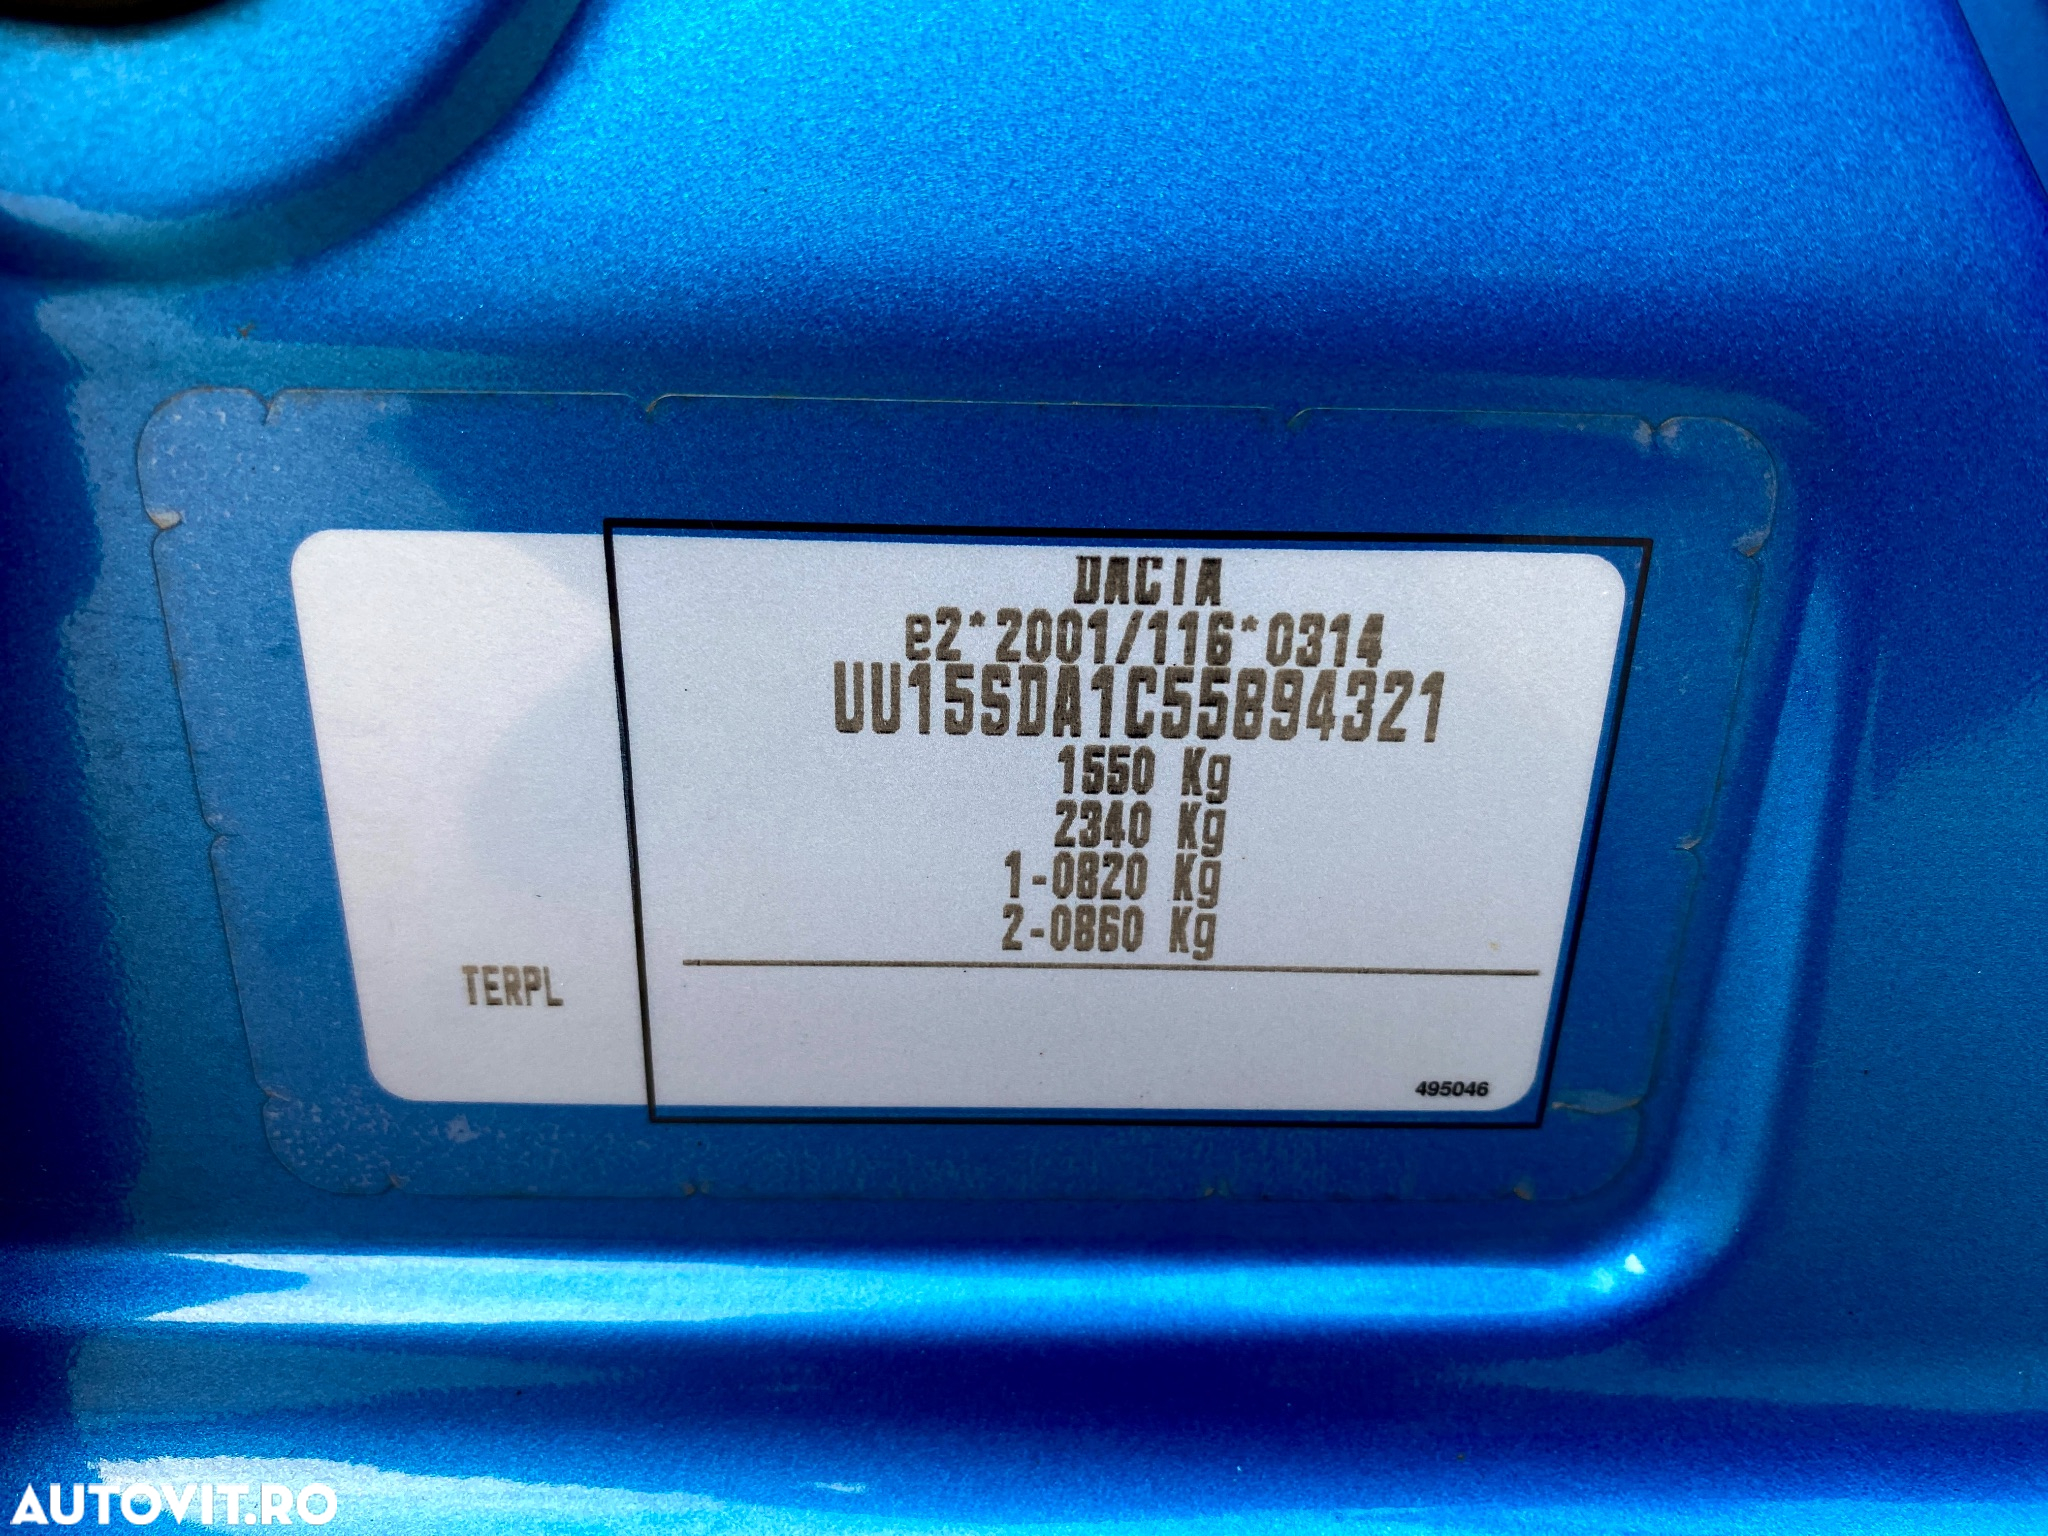 DACIA
e2*2001/116*0314
UU15SDA1C55894321
1550 Kg
2340 Kg
1-0820 Kg
2-0860 Kg
TERPL
495046
AUTOVIT.RO